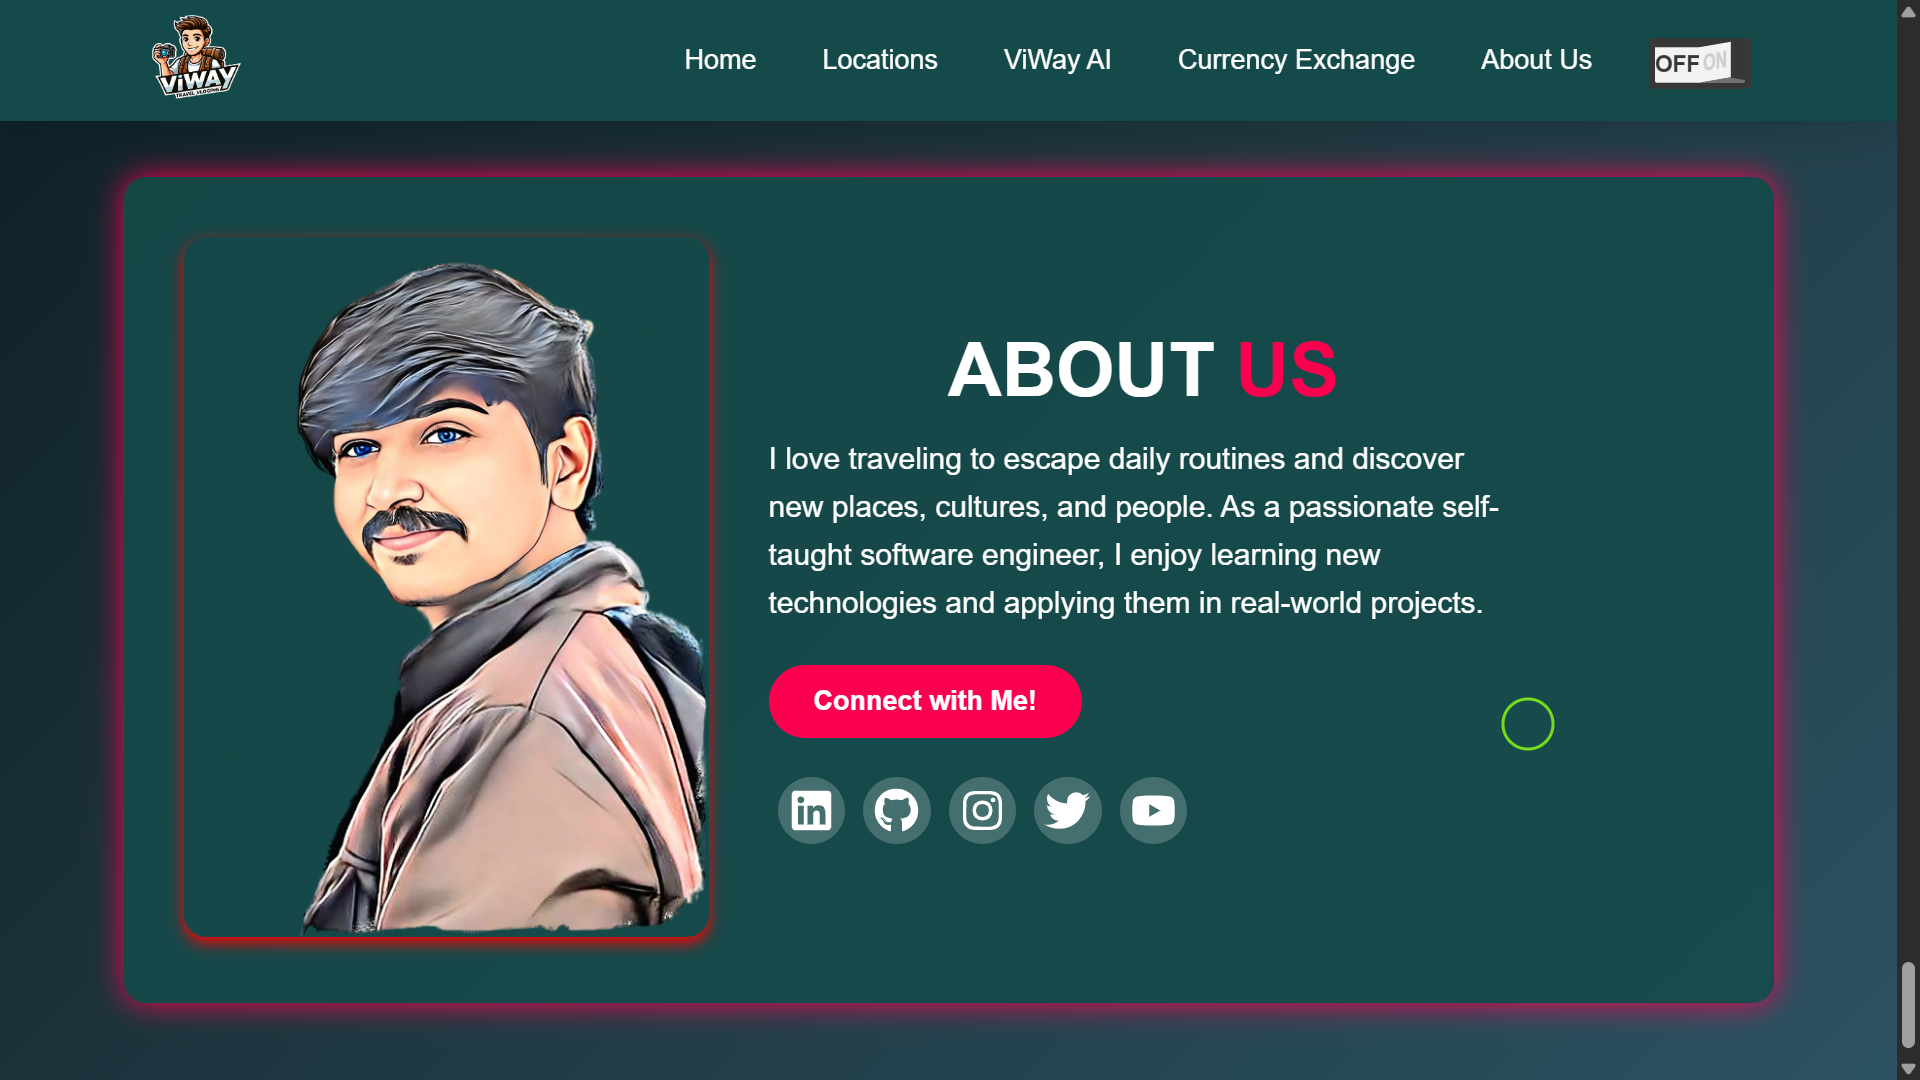 ViWAY
TRAVEL VLOGING
Home
Locations
ViWay AI
Currency Exchange
About Us
OFF ON
ABOUT US
I love traveling to escape daily routines and discover
new places, cultures, and people. As a passionate self-
taught software engineer, I enjoy learning new
technologies and applying them in real-world projects.
Connect with Me!
in